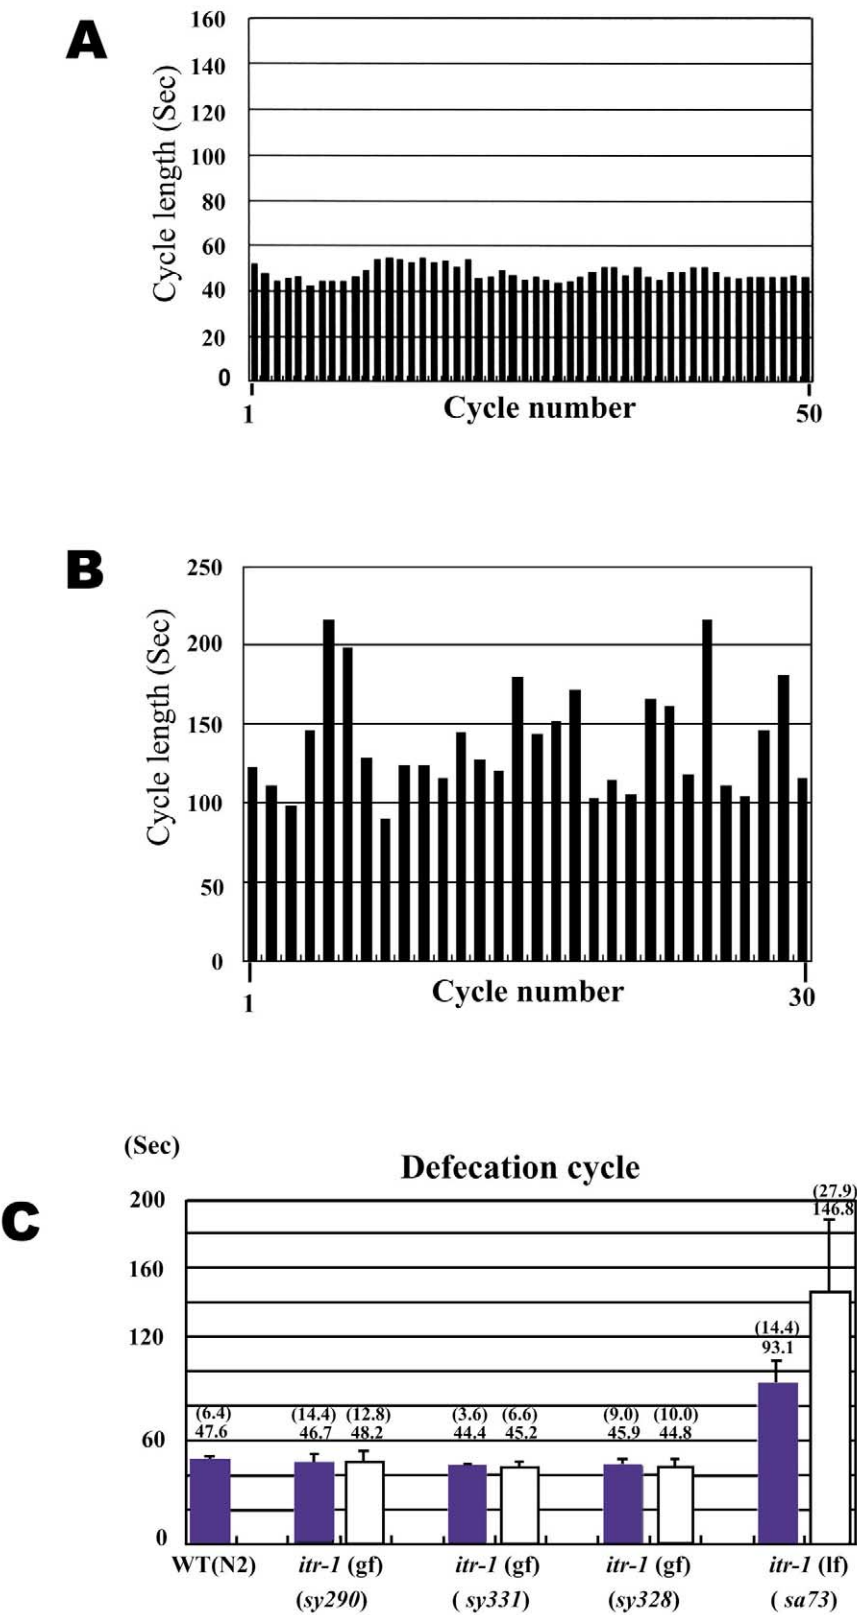 A
Cycle length (Sec)
160
140
120
100
80
60
40
20
0
1
Cycle number
50
B
Cycle length (Sec)
250
200
150
100
50
0
1
Cycle number
30
C
(Sec)
Defecation cycle
200
160
120
60
0
(6.4)
47.6
(14.4)
46.7
(12.8)
48.2
(3.6)
44.4
(6.6)
45.2
(9.0)
45.9
(10.0)
44.8
(14.4)
93.1
(27.9)
146.8
WT(N2)
itr-1 (gf)
(sy290)
itr-1 (gf)
( sy331)
itr-1 (gf)
(sy328)
itr-1 (lf)
( sa73)